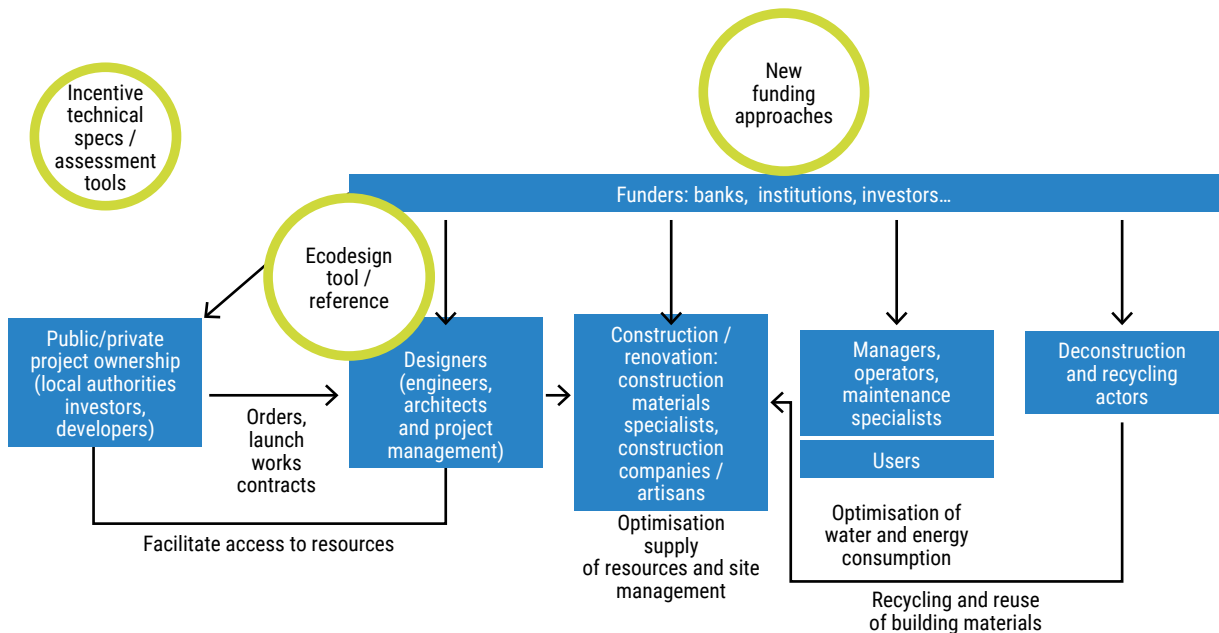 Incentive
technical
specs /
assessment
tools
New
funding
approaches
Funders: banks, institutions, investors…
Ecodesign
tool /
reference
Public/private
project ownership
(local authorities
investors,
developers)
Orders,
launch
works
contracts
Designers
(engineers,
architects
and project
management)
Facilitate access to resources
Construction /
renovation:
construction
materials
specialists,
construction
companies /
artisans
Optimisation
supply
of resources and site
management
Managers,
operators,
maintenance
specialists
Users
Optimisation of
water and energy
consumption
Deconstruction
and recycling
actors
Recycling and reuse
of building materials